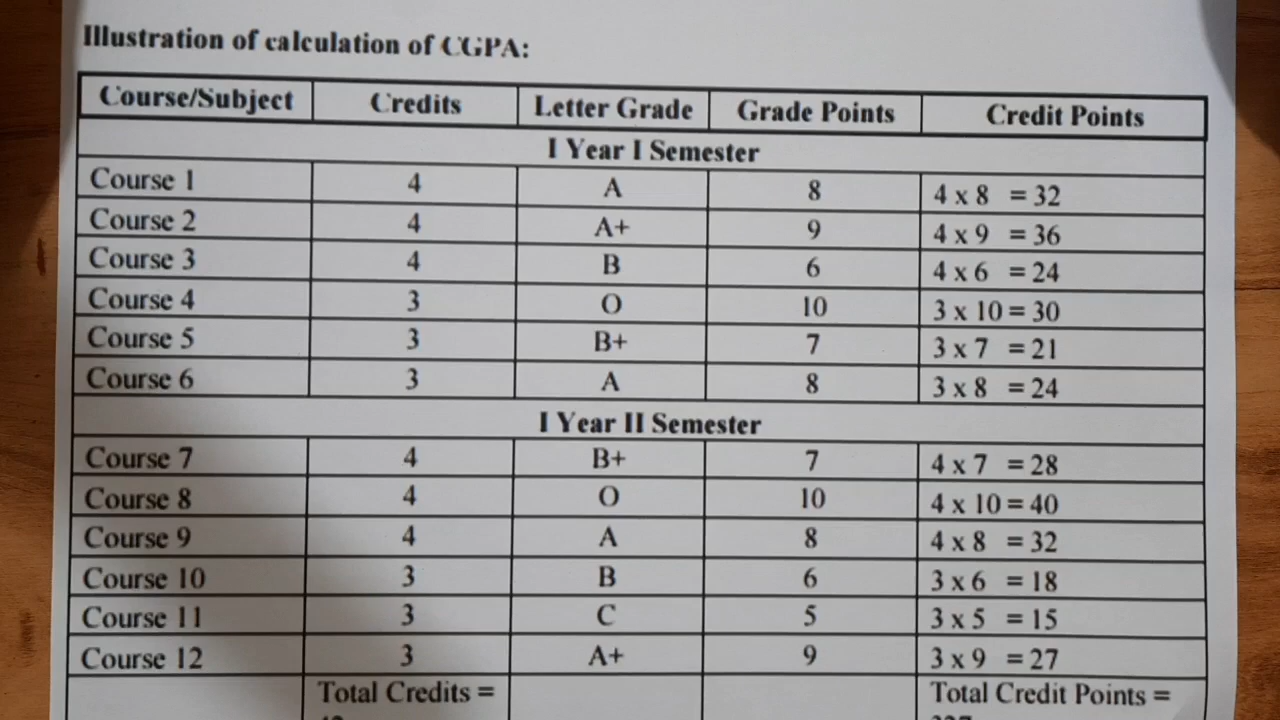 Illustration of calculation of CGPA:
Course/Subject Credits Letter Grade Grade Points Credit Points
I Year I Semester
Course 1 4 A 8 4 x 8 = 32
Course 2 4 A+ 9 4 x 9 = 36
Course 3 4 B 6 4 x 6 = 24
Course 4 3 O 10 3 x 10 = 30
Course 5 3 B+ 7 3 x 7 = 21
Course 6 3 A 8 3 x 8 = 24
I Year II Semester
Course 7 4 B+ 7 4 x 7 = 28
Course 8 4 O 10 4 x 10 = 40
Course 9 4 A 8 4 x 8 = 32
Course 10 3 B 6 3 x 6 = 18
Course 11 3 C 5 3 x 5 = 15
Course 12 3 A+ 9 3 x 9 = 27
Total Credits = Total Credit Points =